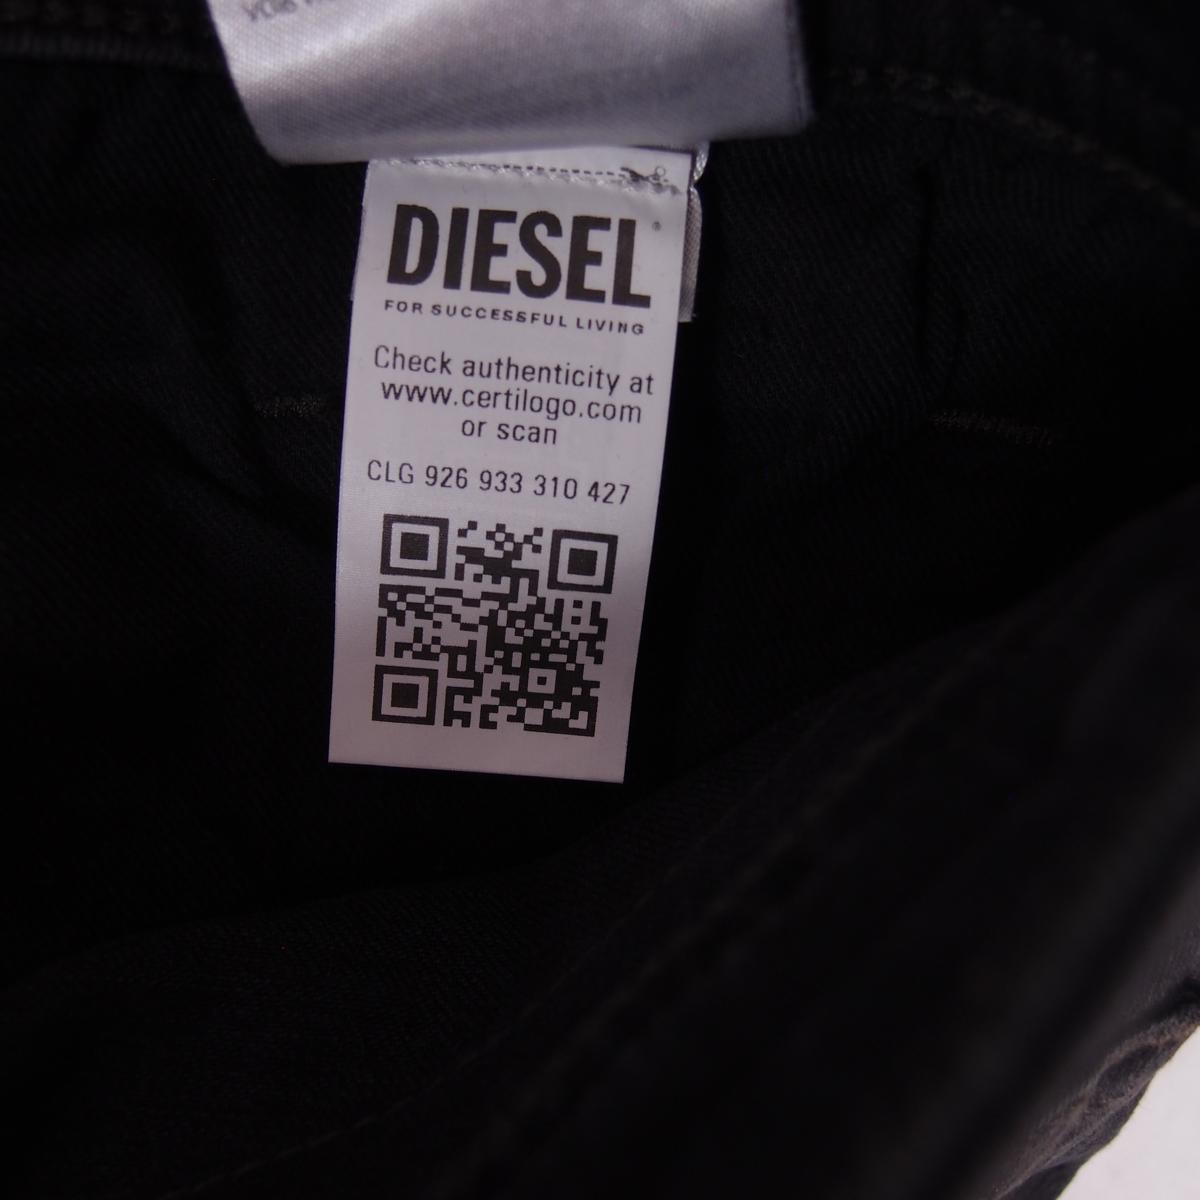 DIESEL
FOR SUCCESSFUL LIVING
Check authenticity at
www.certilogo.com
or scan
CLG 926 933 310 427